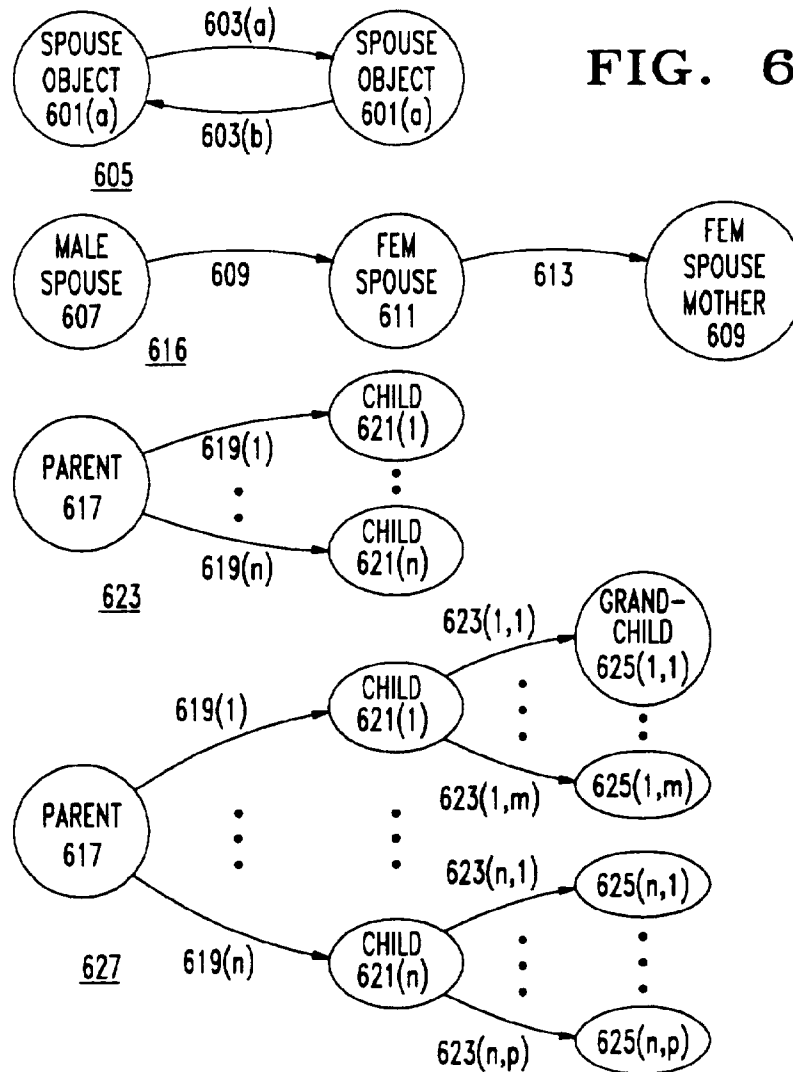 FIG. 6
603(a)
SPOUSE
OBJECT
601(a)
SPOUSE
OBJECT
601(a)
603(b)
605
MALE
SPOUSE
607
609
FEM
SPOUSE
611
613
FEM
SPOUSE
MOTHER
609
616
PARENT
617
619(1)
CHILD
621(1)
619(n)
CHILD
621(n)
623
PARENT
617
619(1)
CHILD
621(1)
623(1,1)
GRAND-
CHILD
625(1,1)
623(1,m)
625(1,m)
619(n)
CHILD
621(n)
623(n,1)
625(n,1)
623(n,p)
625(n,p)
627